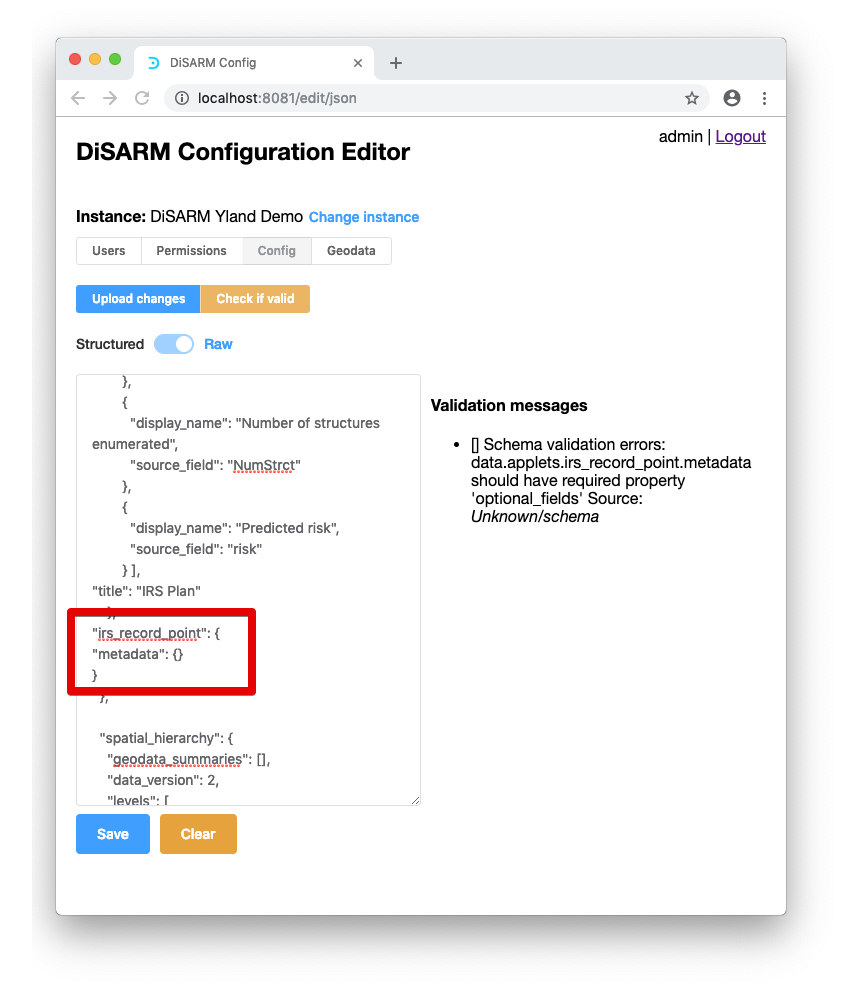 DiSARM Config
localhost:8081/edit/json
admin | Logout
DiSARM Configuration Editor
Instance: DiSARM Yland Demo Change instance
Users Permissions Config Geodata
Upload changes Check if valid
Structured Raw
},
{
"display_name": "Number of structures
enumerated",
"source_field": "NumStrct"
},
{
"display_name": "Predicted risk",
"source_field": "risk"
} ],
"title": "IRS Plan"
},
"irs_record_point": {
"metadata": {}
}
},
"spatial_hierarchy": {
"geodata_summaries": [],
"data_version": 2,
"levels": [
Validation messages
• [] Schema validation errors:
data.applets.irs_record_point.metadata
should have required property
'optional_fields' Source:
Unknown/schema
Save Clear